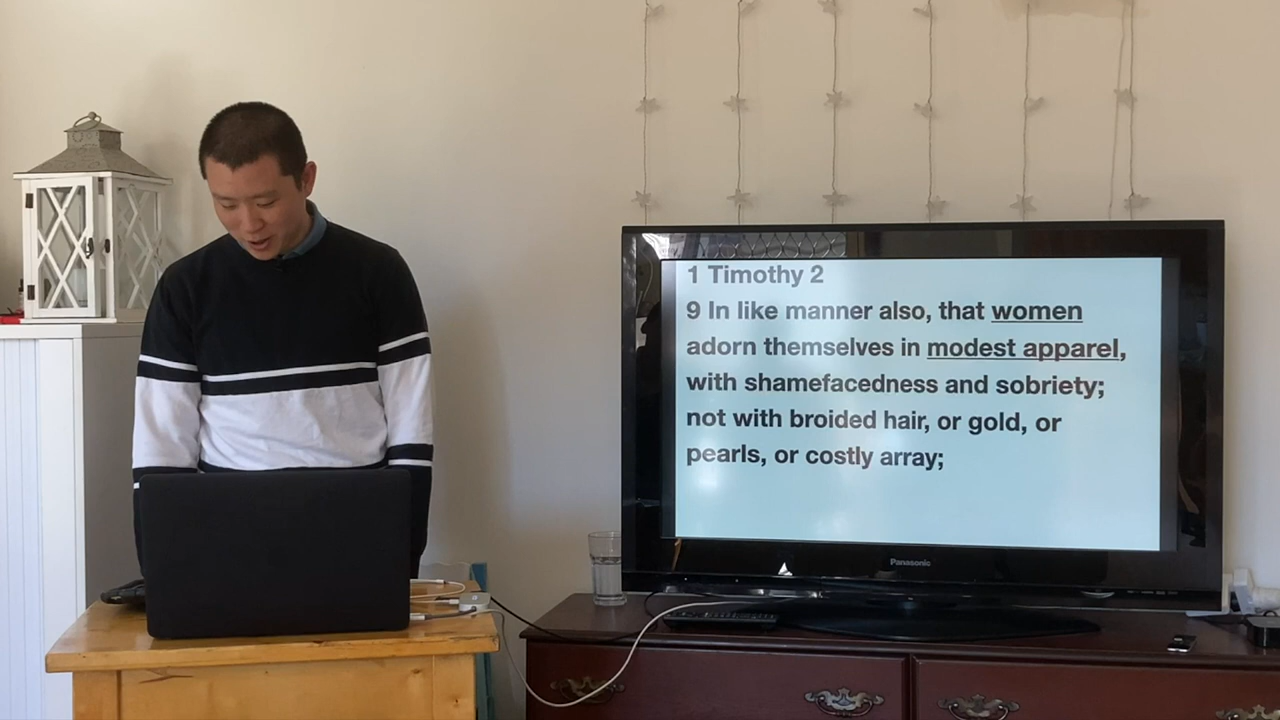 1 Timothy 2
9 In like manner also, that women
adorn themselves in modest apparel,
with shamefacedness and sobriety;
not with broided hair, or gold, or
pearls, or costly array;
Panasonic